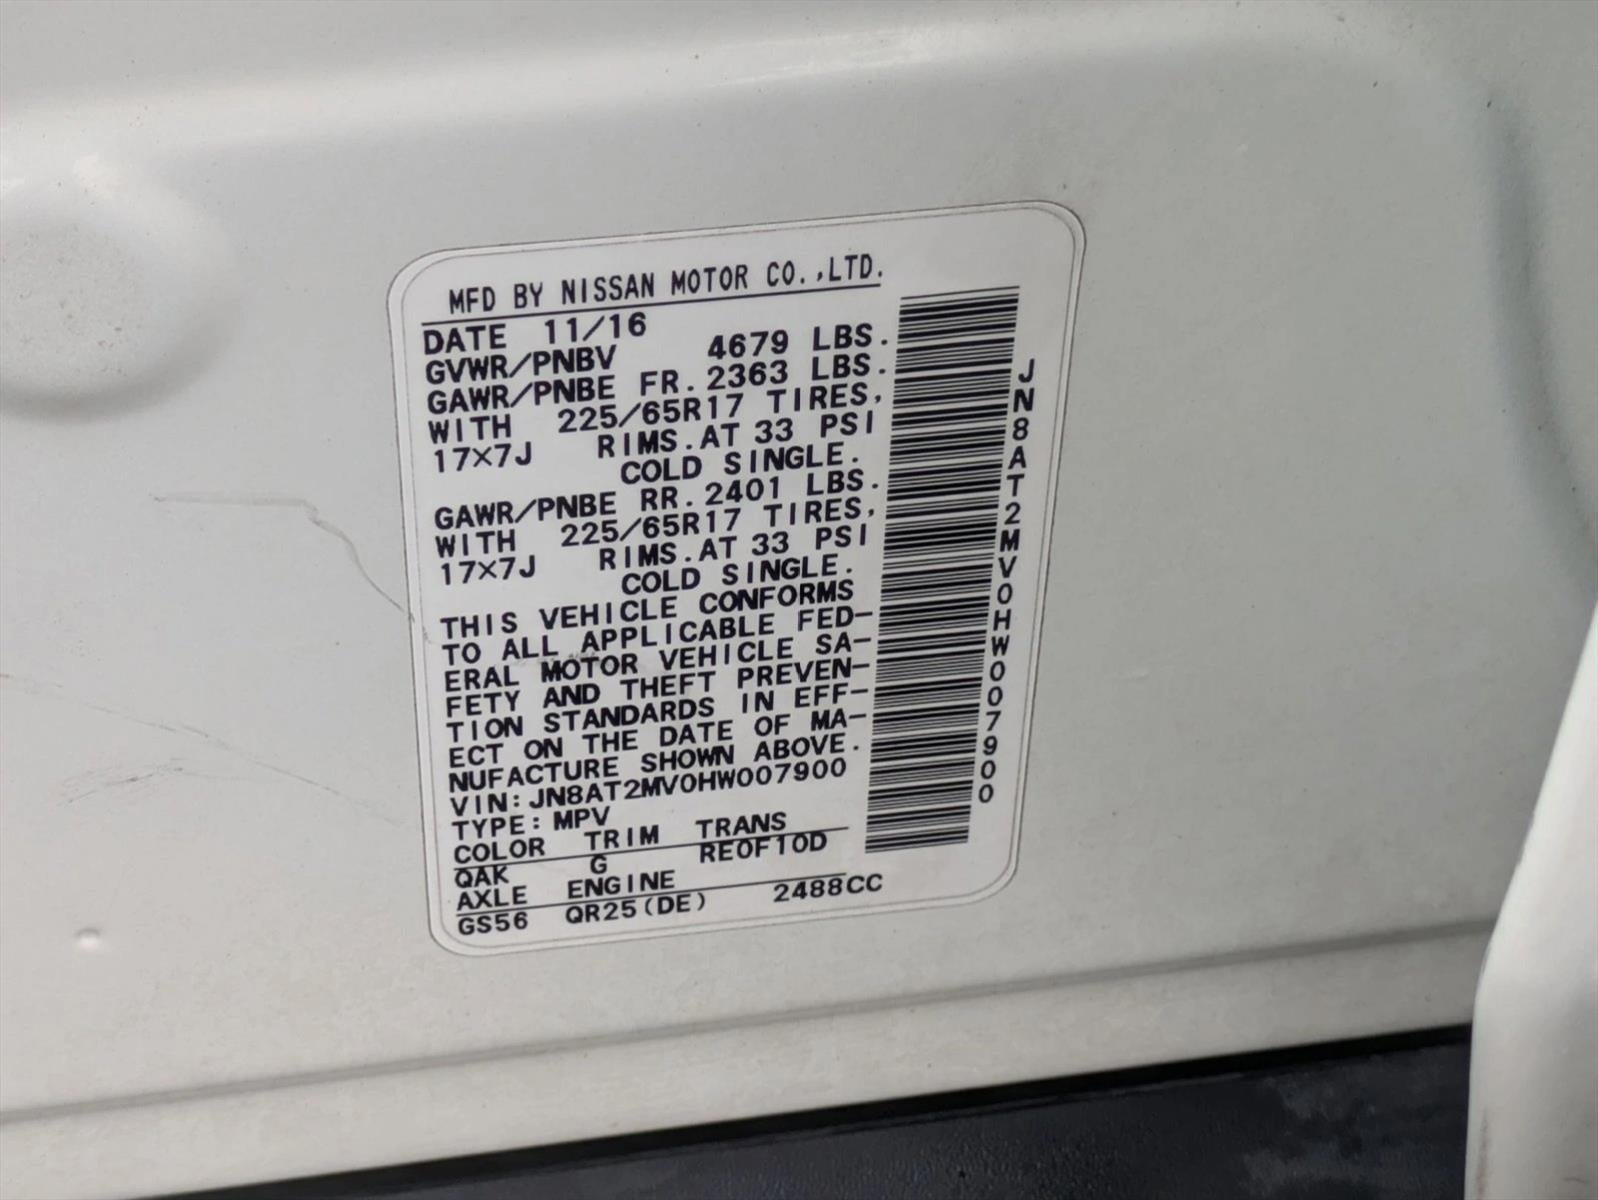 MFD BY NISSAN MOTOR CO.,LTD.
DATE 11/16
GVWR/PNBV 4679 LBS.
GAWR/PNBE FR. 2363 LBS.
WITH 225/65R17 TIRES,
17X7J RIMS. AT 33 PSI
COLD SINGLE.
GAWR/PNBE RR. 2401 LBS.
WITH 225/65R17 TIRES,
17X7J RIMS. AT 33 PSI
COLD SINGLE.
THIS VEHICLE CONFORMS
TO ALL APPLICABLE FED-
ERAL MOTOR VEHICLE SA-
FETY AND THEFT PREVEN-
TION STANDARDS IN EFF-
ECT ON THE DATE OF MA-
NUFACTURE SHOWN ABOVE.
VIN: JN8AT2MV0HW007900
TYPE: MPV
COLOR TRIM TRANS
QAK G RE0F10D
AXLE ENGINE
GS56 QR25(DE) 2488CC
JN8AT2MV0HW007900